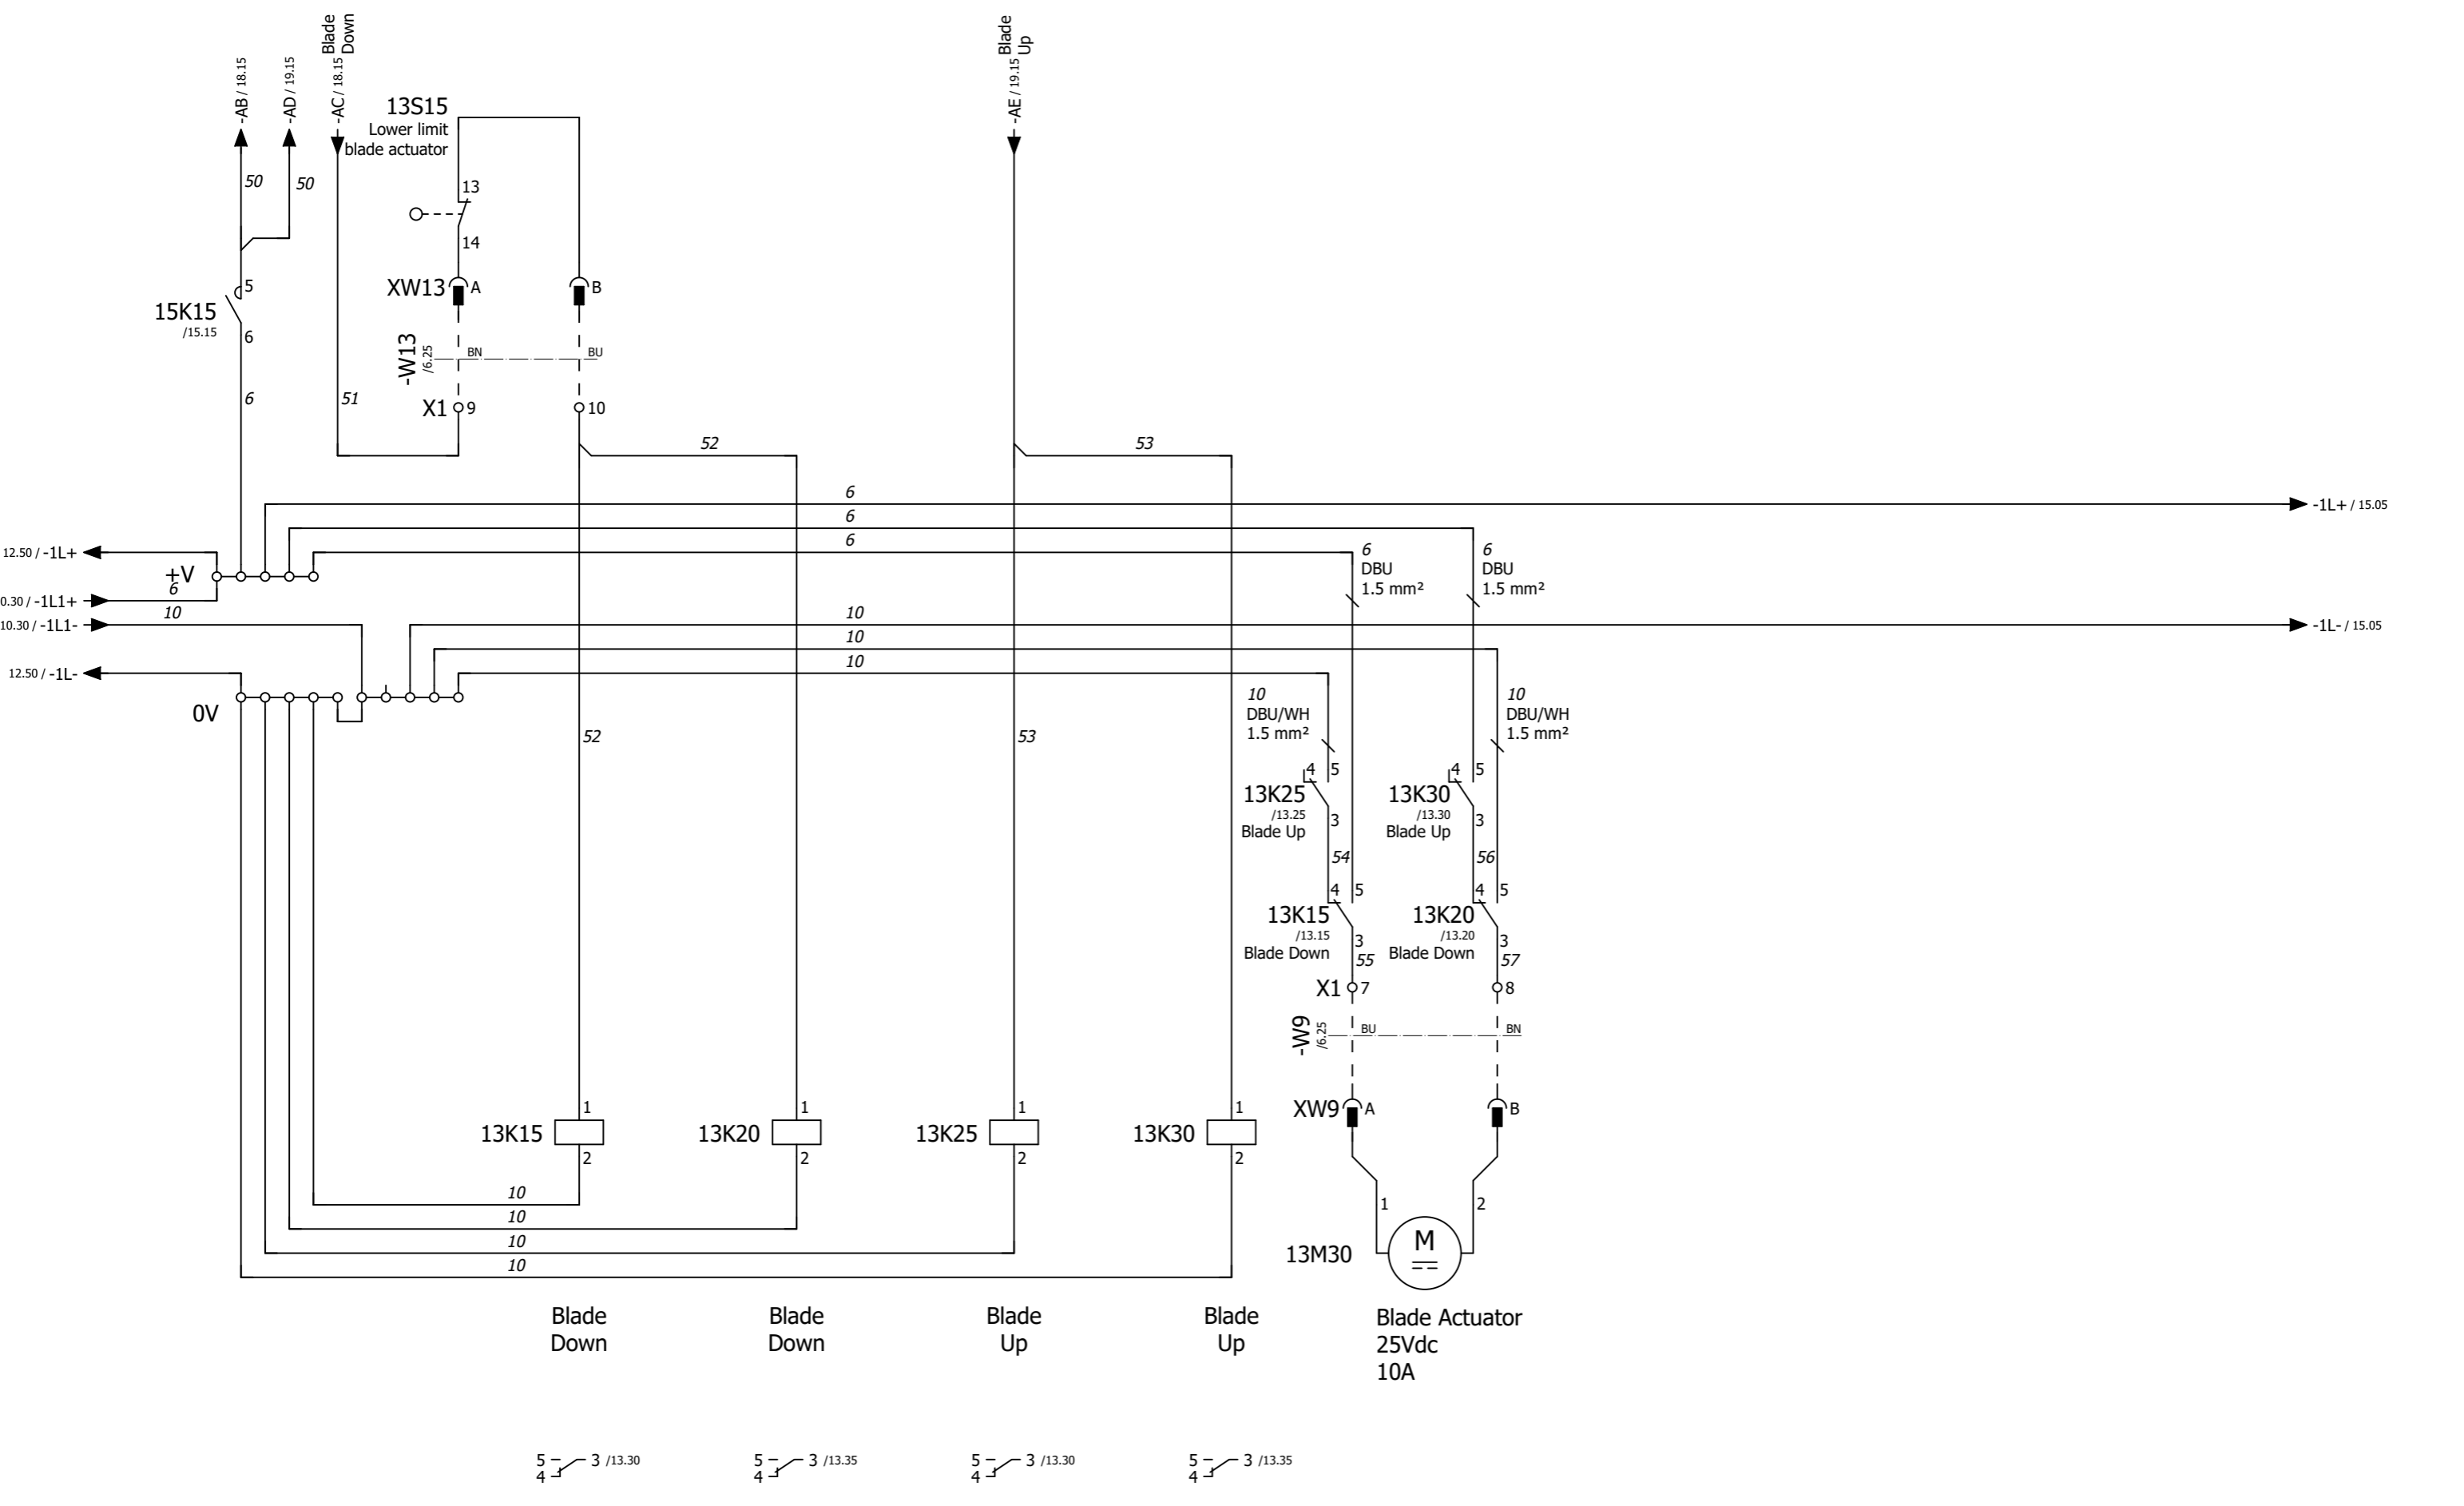 -AB / 18.15
-AD / 19.15
-AC / 18.15
Blade
Down
-AE / 19.15
Blade
Up
13S15
Lower limit
blade actuator
50
50
13
14
15K15
/15.15
5
6
6
XW13
A
B
-W13
/6.25
BN
BU
51
X1
9
10
52
53
6
6
6
-1L+ / 15.05
12.50 / -1L+
+V
6
0.30 / -1L1+
10
10.30 / -1L1-
12.50 / -1L-
0V
10
10
10
-1L- / 15.05
6
DBU
1.5 mm²
6
DBU
1.5 mm²
10
DBU/WH
1.5 mm²
10
DBU/WH
1.5 mm²
52
53
4
5
13K25
/13.25
Blade Up
3
54
4
5
13K30
/13.30
Blade Up
3
56
4
5
13K15
/13.15
Blade Down
3
55
4
5
13K20
/13.20
Blade Down
3
57
X1
7
8
-W9
/6.25
BU
BN
XW9
A
B
13K15
1
2
13K20
1
2
13K25
1
2
13K30
1
2
10
10
10
10
1
2
13M30
M
Blade
Down
Blade
Down
Blade
Up
Blade
Up
Blade Actuator
25Vdc
10A
5
4
3 /13.30
5
4
3 /13.35
5
4
3 /13.30
5
4
3 /13.35